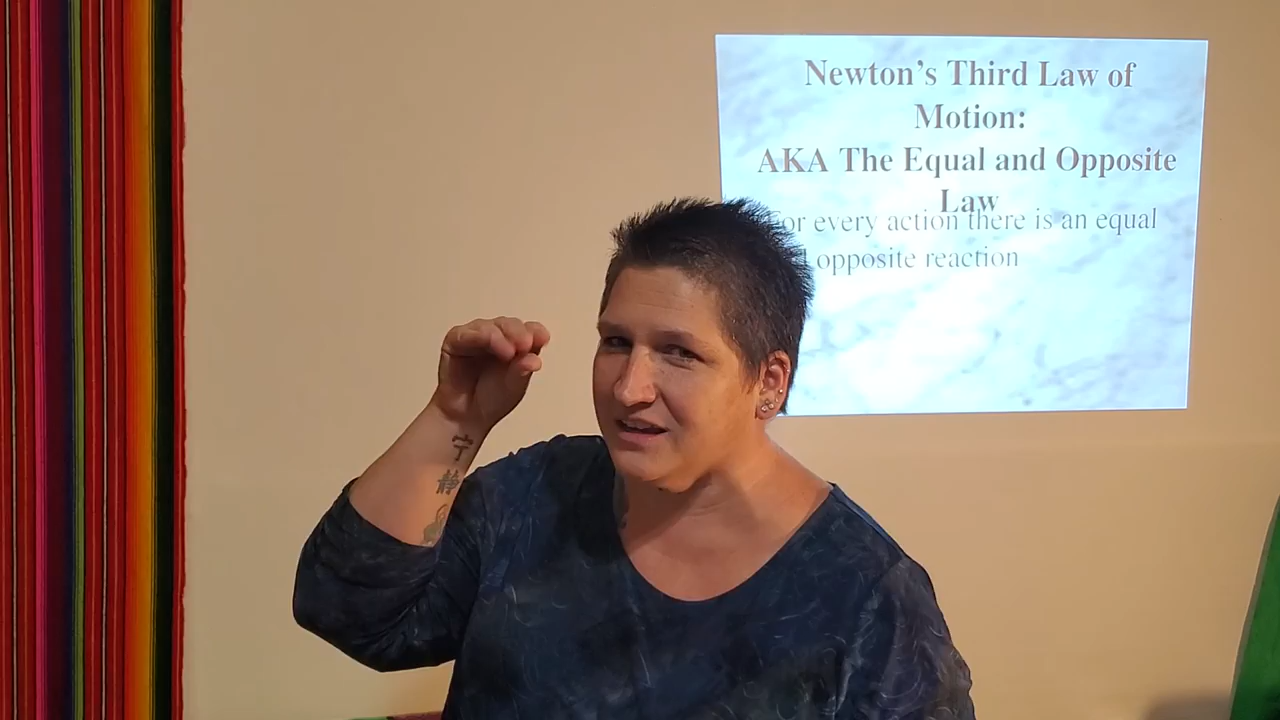 Newton's Third Law of
Motion:
AKA The Equal and Opposite
Law
For every action there is an equal
opposite reaction
宁
静